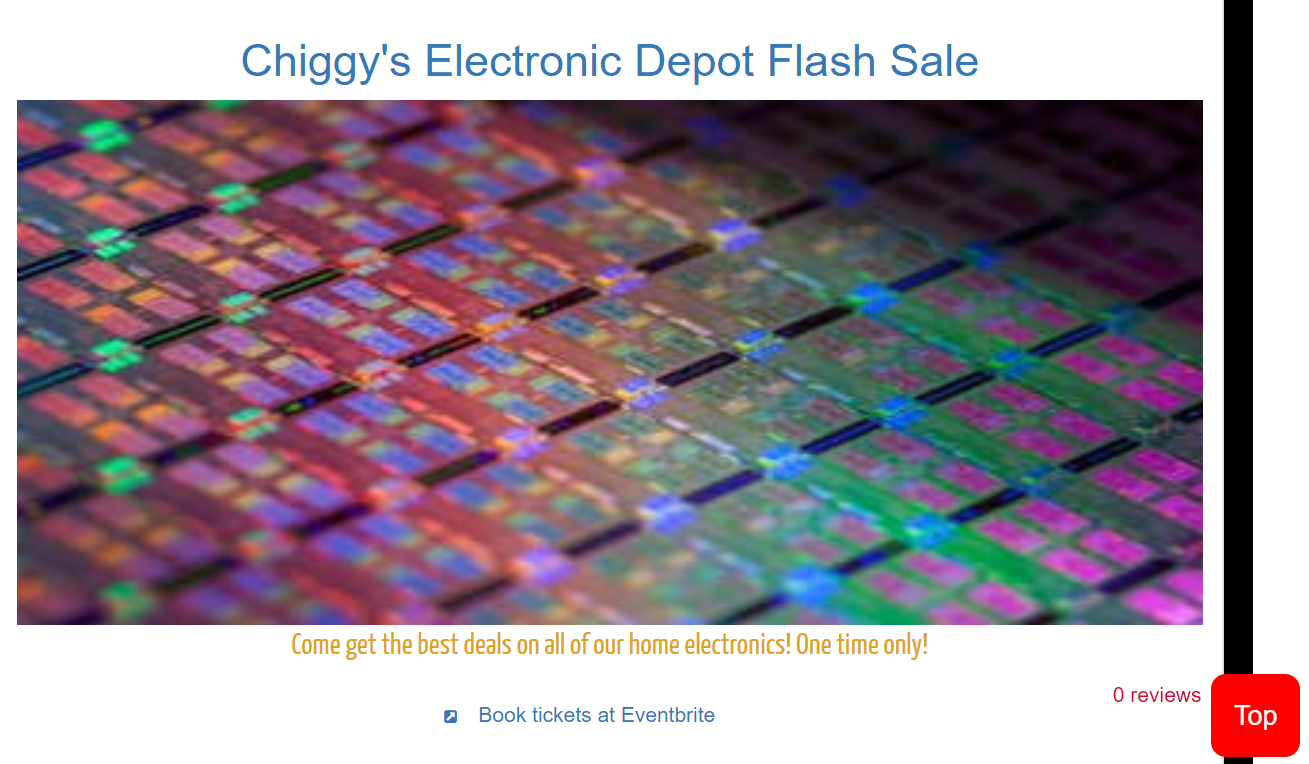 Chiggy's Electronic Depot Flash Sale
Come get the best deals on all of our home electronics! One time only!
0 reviews
Book tickets at Eventbrite
Top